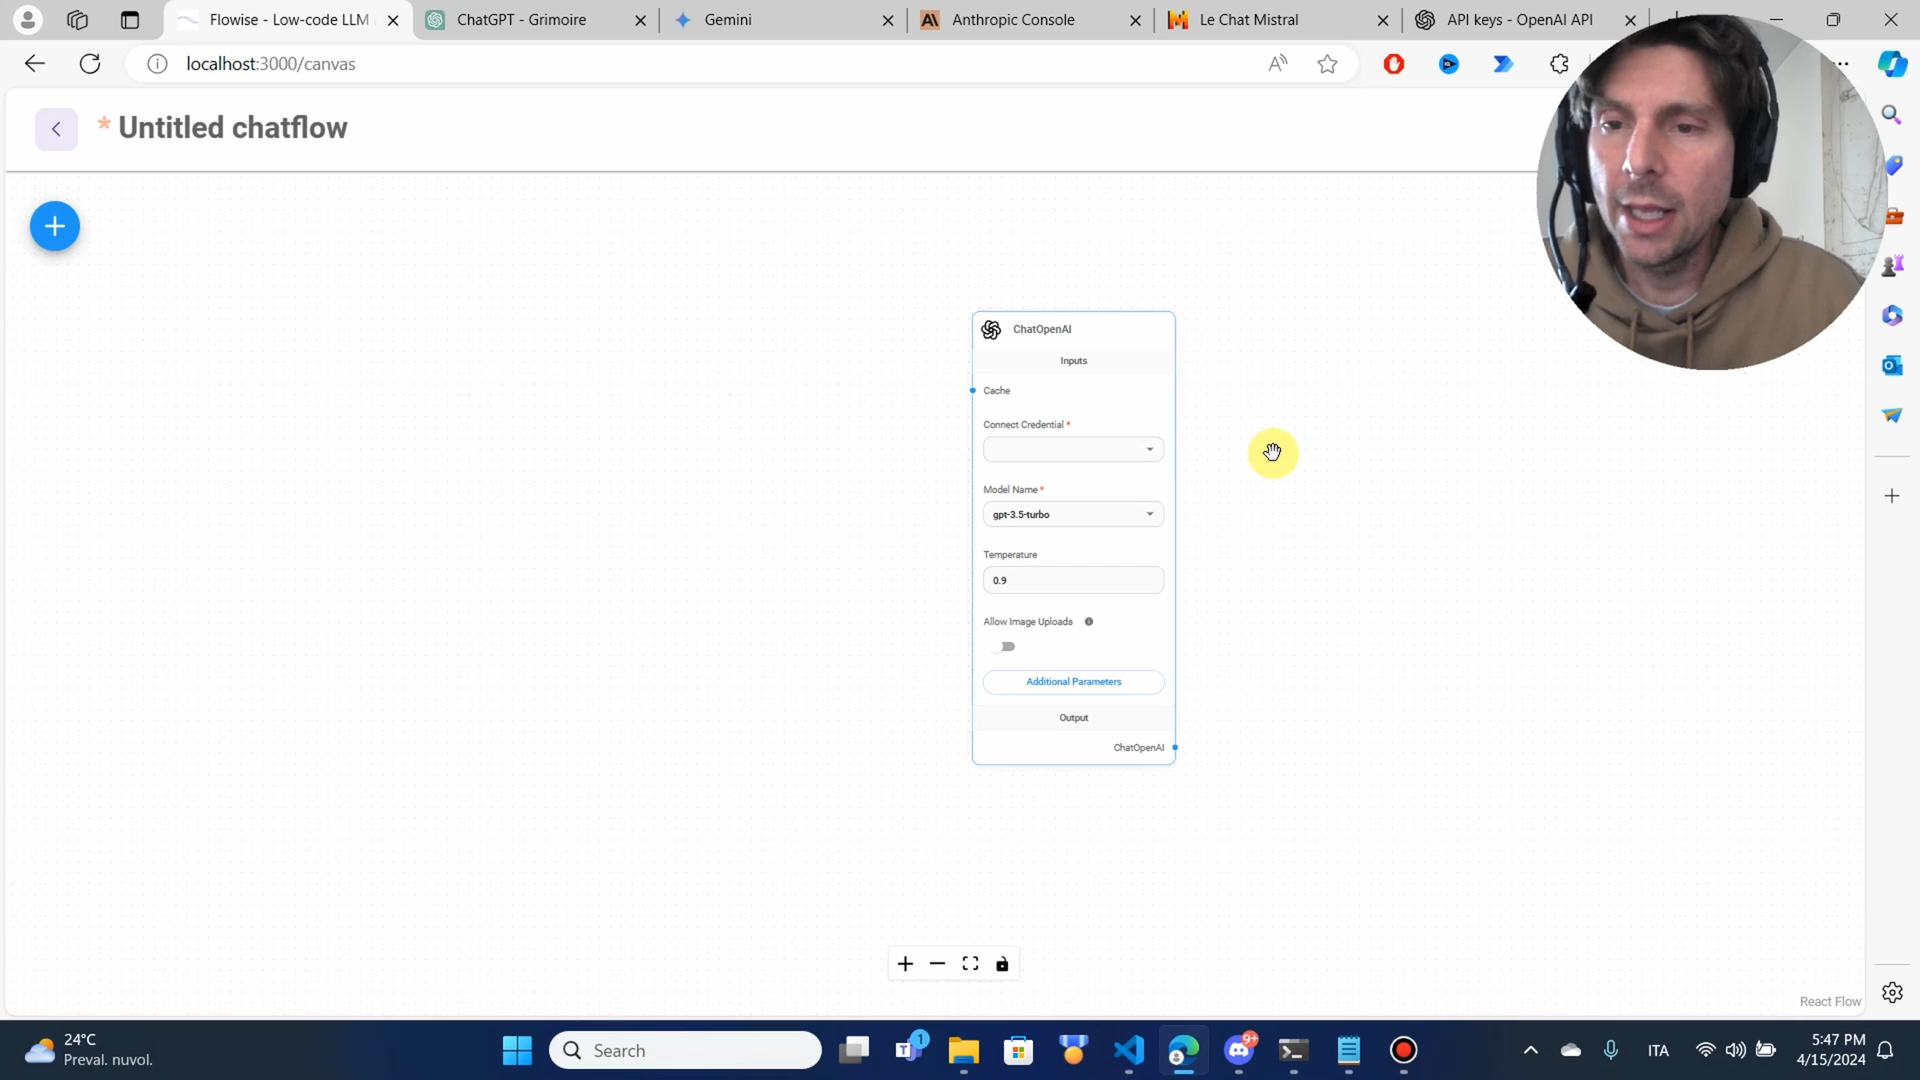 Flowise - Low-code LLM
ChatGPT - Grimoire
Gemini
Anthropic Console
Le Chat Mistral
API keys - OpenAI API
localhost:3000/canvas
* Untitled chatflow
ChatOpenAI
Inputs
Cache
Connect Credential *
Model Name *
gpt-3.5-turbo
Temperature
0.9
Allow Image Uploads
Additional Parameters
Output
ChatOpenAI
React Flow
24°C
Preval. nuvol.
Search
1
9+
ITA
5:47 PM
4/15/2024